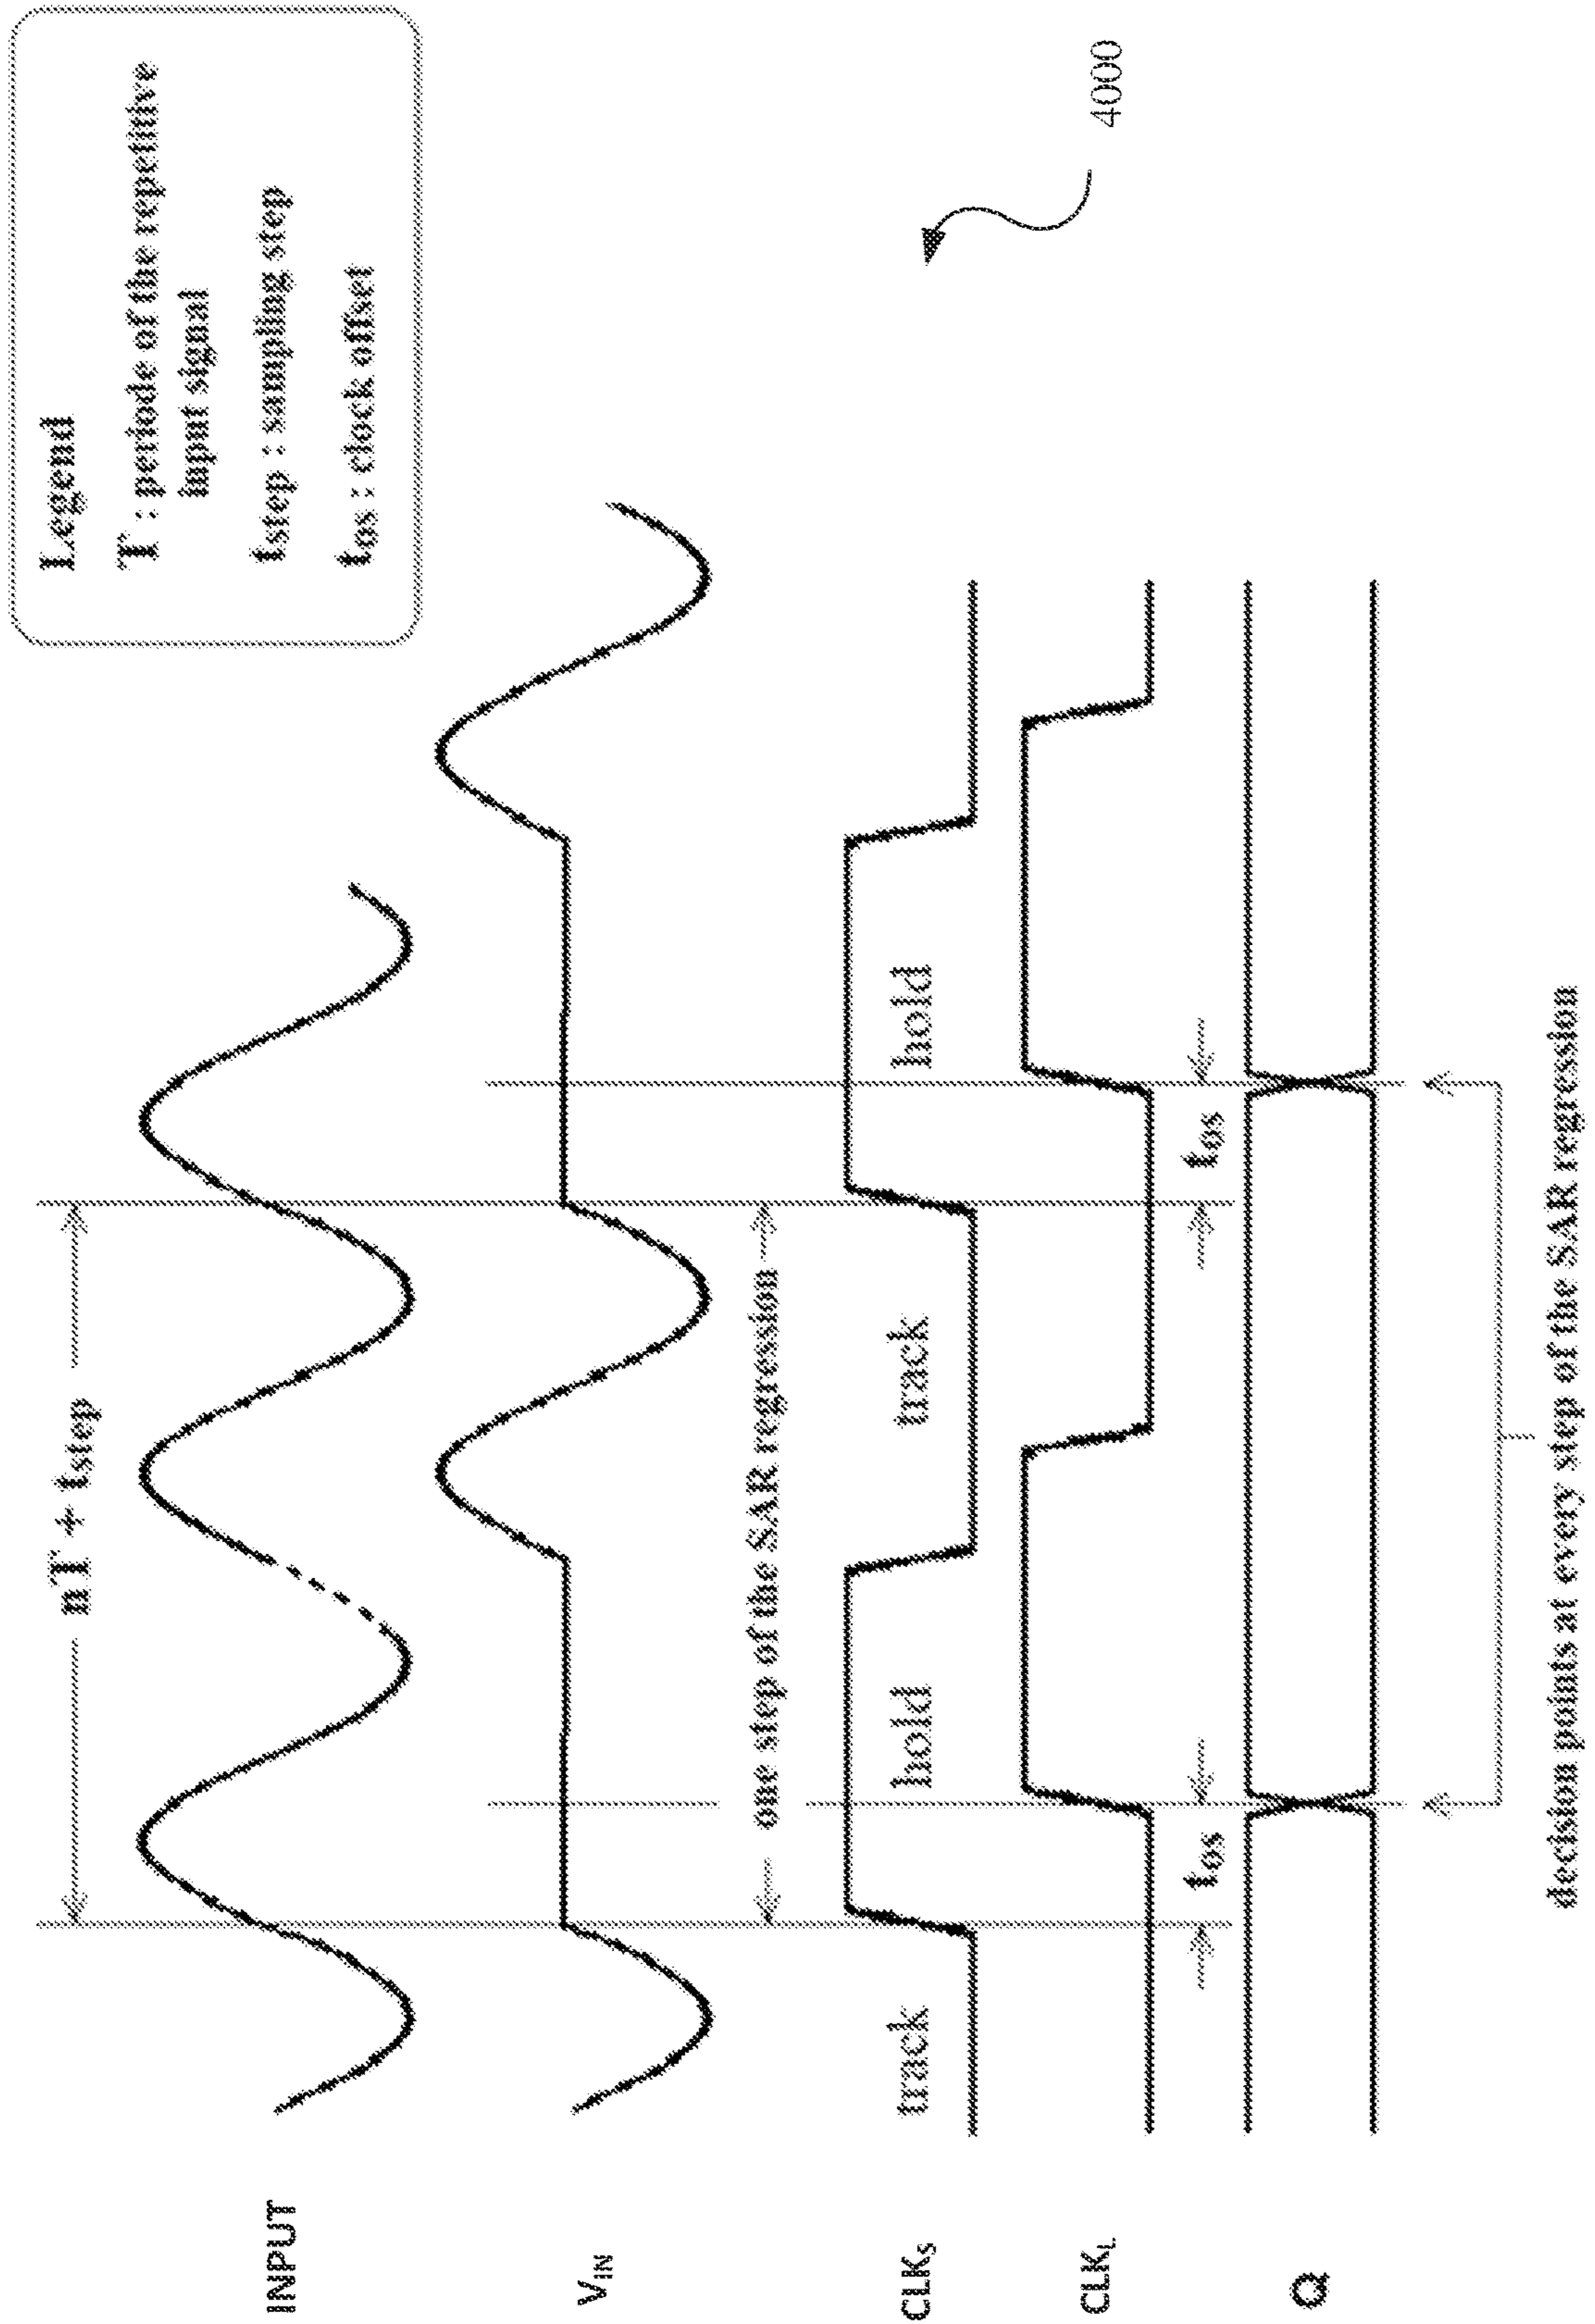 Legend
T : periode of the repetitive
input signal
tstep : sampling step
tos : clock offset
nT + tstep
INPUT
VIN
one step of the SAR regression
track
hold
track
hold
CLKS
CLKL
tos
tos
Q
decision points at every step of the SAR regression
4000